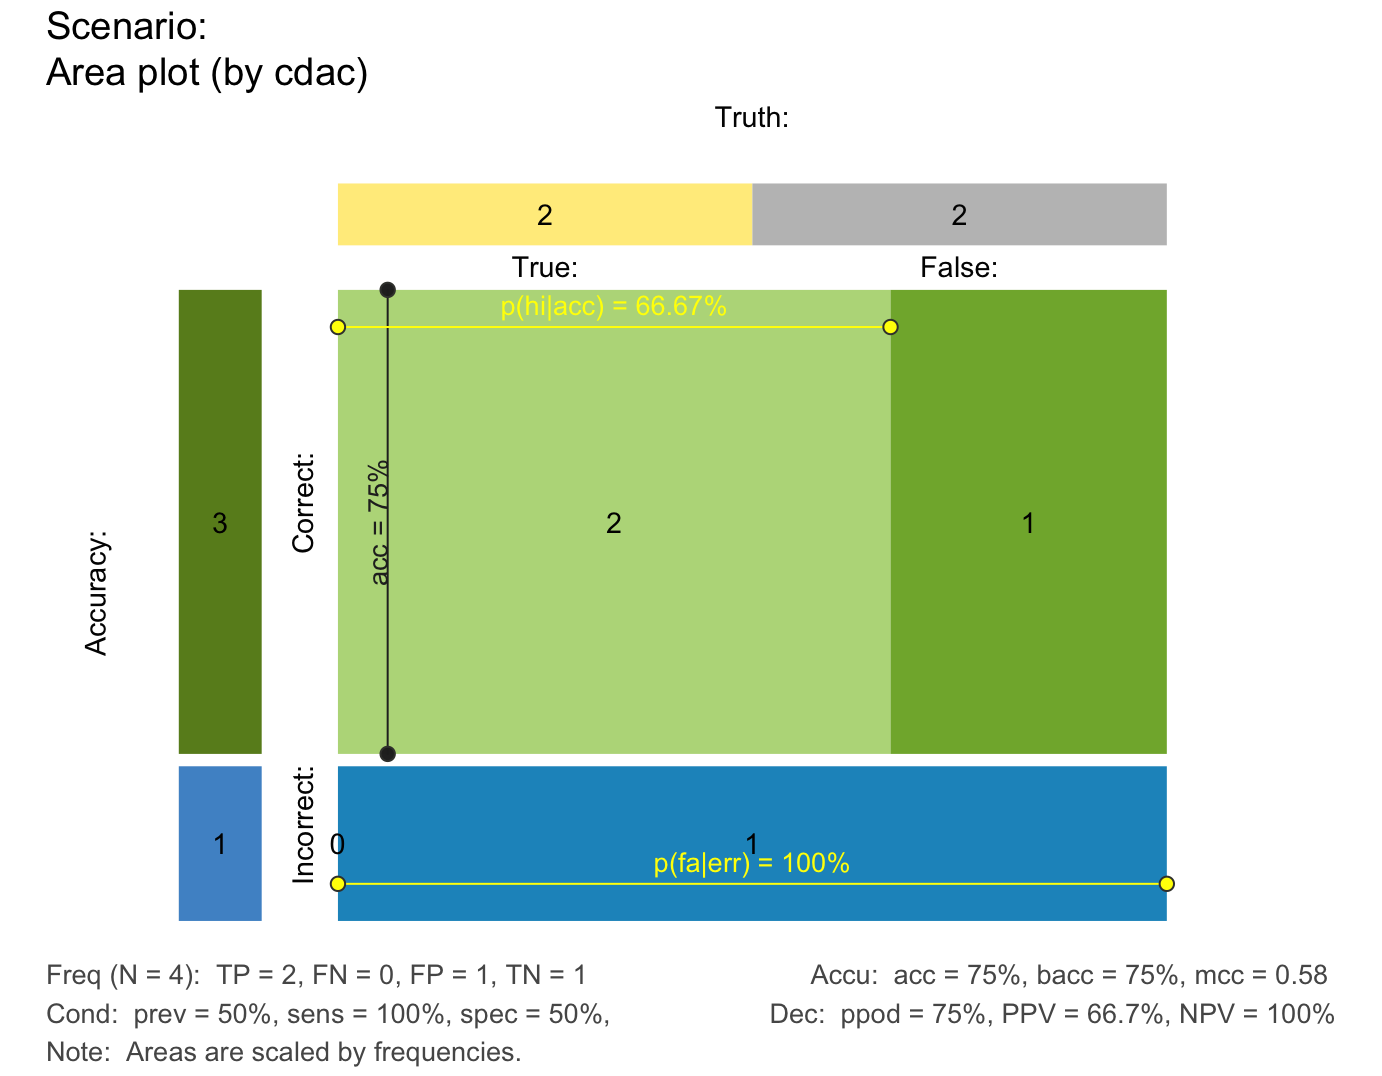 Scenario:
Area plot (by cdac)
Truth:
2
2
True:
False:
p(hi|acc) = 66.67%
Accuracy:
3
Correct:
acc = 75%
2
1
1
Incorrect:
0
1
p(fa|err) = 100%
Freq (N = 4):  TP = 2, FN = 0, FP = 1, TN = 1
Accu:  acc = 75%, bacc = 75%, mcc = 0.58
Cond:  prev = 50%, sens = 100%, spec = 50%,
Dec:  ppod = 75%, PPV = 66.7%, NPV = 100%
Note:  Areas are scaled by frequencies.